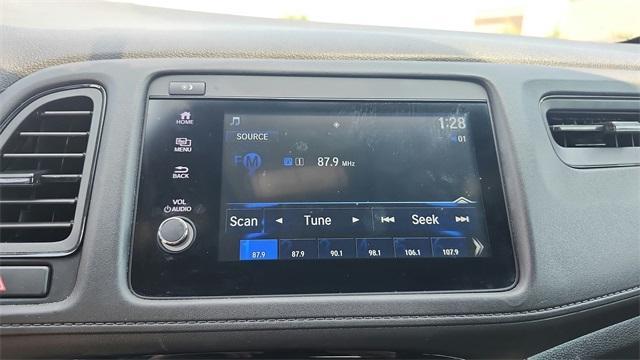 HOME
1:28
SOURCE
01
MENU
FM
1
87.9 MHz
BACK
VOL
AUDIO
Scan Tune Seek
87.9 87.9 90.1 98.1 106.1 107.9